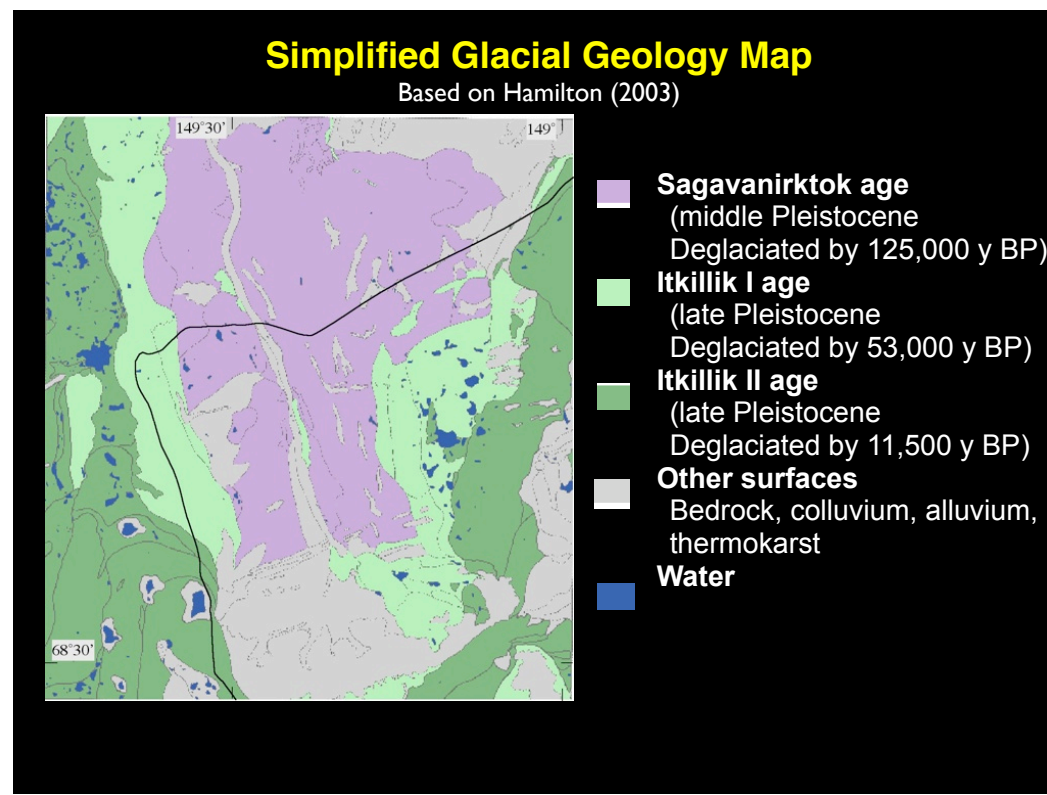 Simplified Glacial Geology Map
Based on Hamilton (2003)
149°30'
149°
68°30'
Sagavanirktok age
(middle Pleistocene
Deglaciated by 125,000 y BP)
Itkillik I age
(late Pleistocene
Deglaciated by 53,000 y BP)
Itkillik II age
(late Pleistocene
Deglaciated by 11,500 y BP)
Other surfaces
Bedrock, colluvium, alluvium,
thermokarst
Water